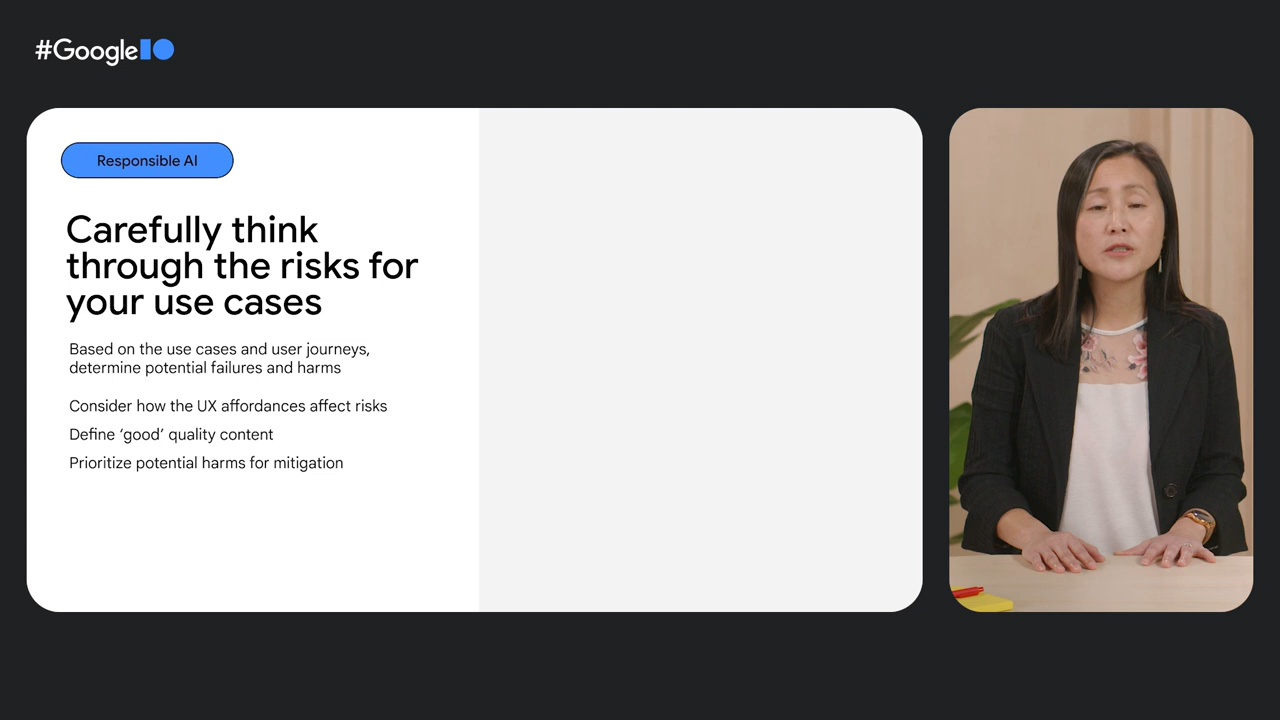 #Google IO
Responsible AI
Carefully think
through the risks for
your use cases
Based on the use cases and user journeys,
determine potential failures and harms
Consider how the UX affordances affect risks
Define ‘good’ quality content
Prioritize potential harms for mitigation